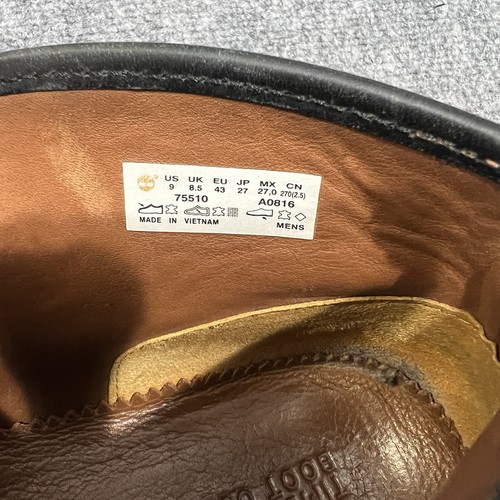 US UK EU JP MX CN
9 8.5 43 27 27,0 270(2.5)
75510 A0816
MADE IN VIETNAM MENS
BOOT